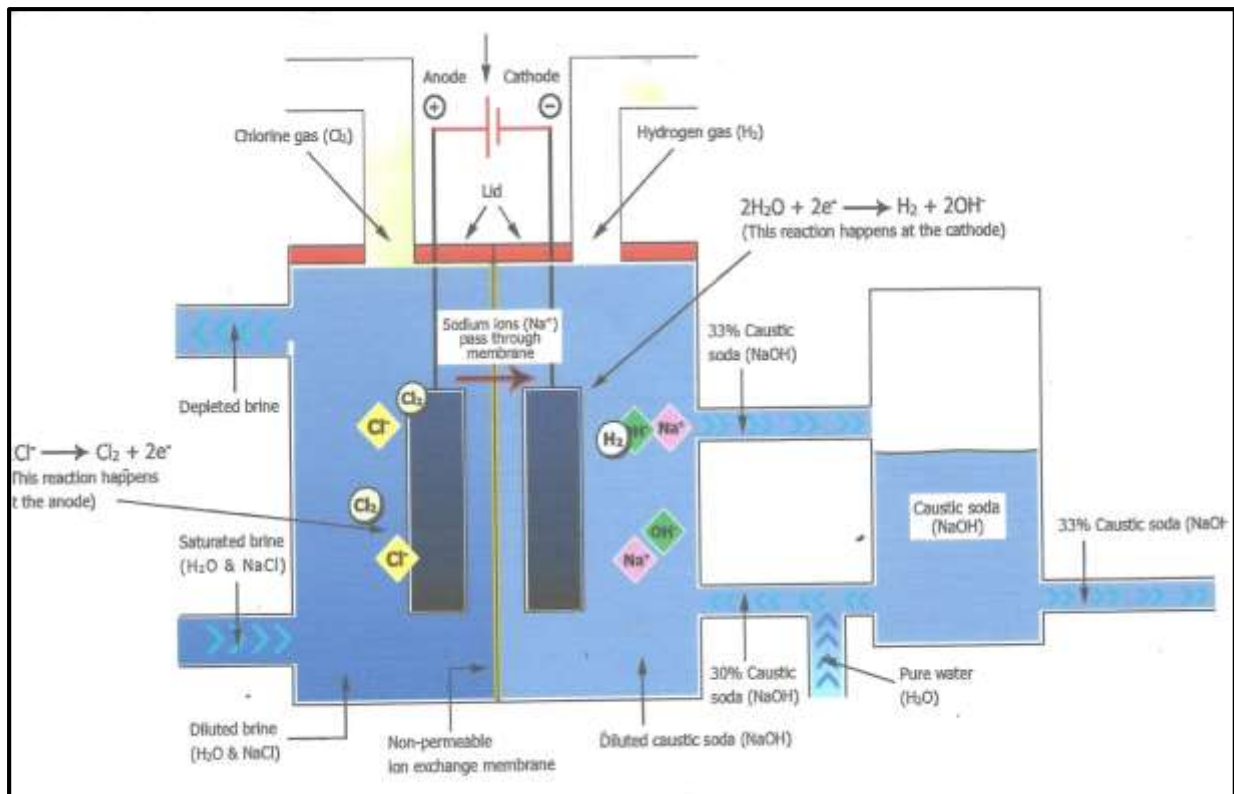 Anode
Cathode
+
−
Chlorine gas (Cl₂)
Hydrogen gas (H₂)
Lid
2H₂O + 2e⁻ ⟶ H₂ + 2OH⁻
(This reaction happens at the cathode)
Sodium ions (Na⁺)
pass through
membrane
33% Caustic
soda (NaOH)
Depleted brine
Cl₂
Cl⁻
H₂
OH⁻
Na⁺
Cl⁻ ⟶ Cl₂ + 2e⁻
This reaction happens
t the anode)
Cl₂
Cl⁻
OH⁻
Na⁺
Caustic soda
(NaOH)
33% Caustic soda (NaOH
Saturated brine
(H₂O & NaCl)
30% Caustic
soda (NaOH)
Pure water
(H₂O)
Diluted brine
(H₂O & NaCl)
Non-permeable
ion exchange membrane
Diluted caustic soda (NaOH)